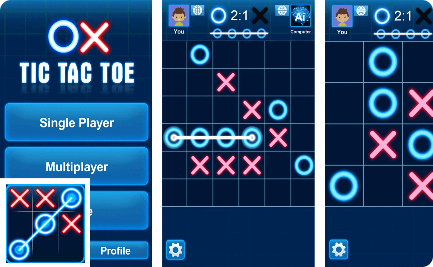 OX
TIC TAC TOE
Single Player
Multiplayer
e
Profile
2:1
You
Ai
Computer
2:1
You